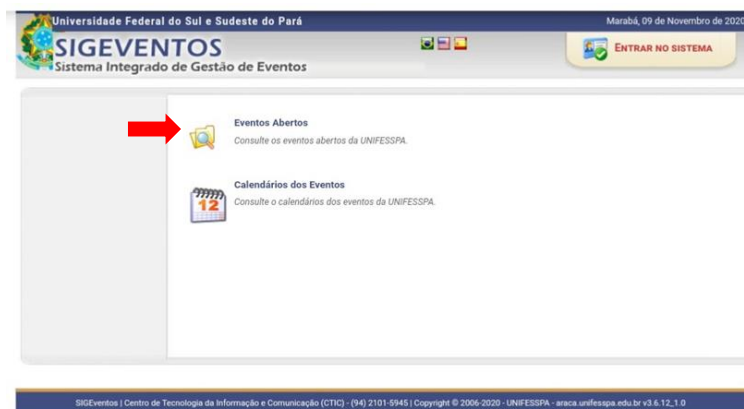 Universidade Federal do Sul e Sudeste do Pará
Marabá, 09 de Novembro de 2020
SIGEVENTOS
Sistema Integrado de Gestão de Eventos
ENTRAR NO SISTEMA
Eventos Abertos
Consulte os eventos abertos da UNIFESSPA.
Calendários dos Eventos
12
Consulte o calendários dos eventos da UNIFESSPA.
SIGEventos | Centro de Tecnologia da Informação e Comunicação (CTIC) - (94) 2101-5945 | Copyright © 2006-2020 - UNIFESSPA - araca.unifesspa.edu.br v3.6.12_1.0